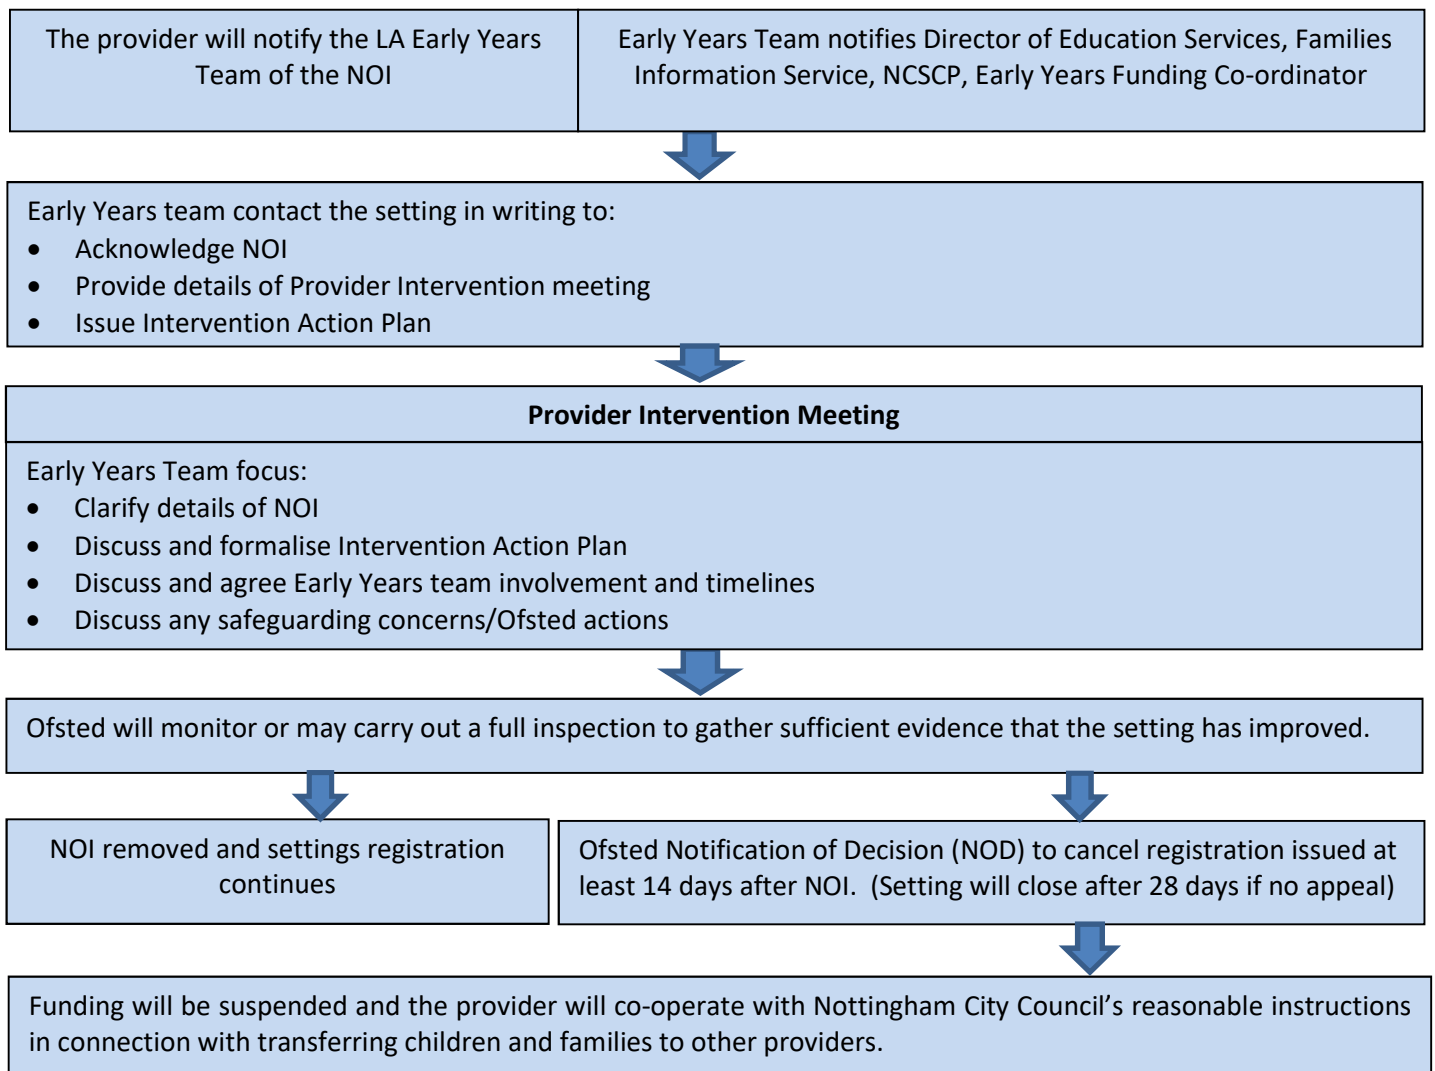 The provider will notify the LA Early Years
Team of the NOI
Early Years Team notifies Director of Education Services, Families
Information Service, NCSCP, Early Years Funding Co-ordinator
Early Years team contact the setting in writing to:
• Acknowledge NOI
• Provide details of Provider Intervention meeting
• Issue Intervention Action Plan
Provider Intervention Meeting
Early Years Team focus:
• Clarify details of NOI
• Discuss and formalise Intervention Action Plan
• Discuss and agree Early Years team involvement and timelines
• Discuss any safeguarding concerns/Ofsted actions
Ofsted will monitor or may carry out a full inspection to gather sufficient evidence that the setting has improved.
NOI removed and settings registration
continues
Ofsted Notification of Decision (NOD) to cancel registration issued at
least 14 days after NOI.  (Setting will close after 28 days if no appeal)
Funding will be suspended and the provider will co-operate with Nottingham City Council’s reasonable instructions
in connection with transferring children and families to other providers.